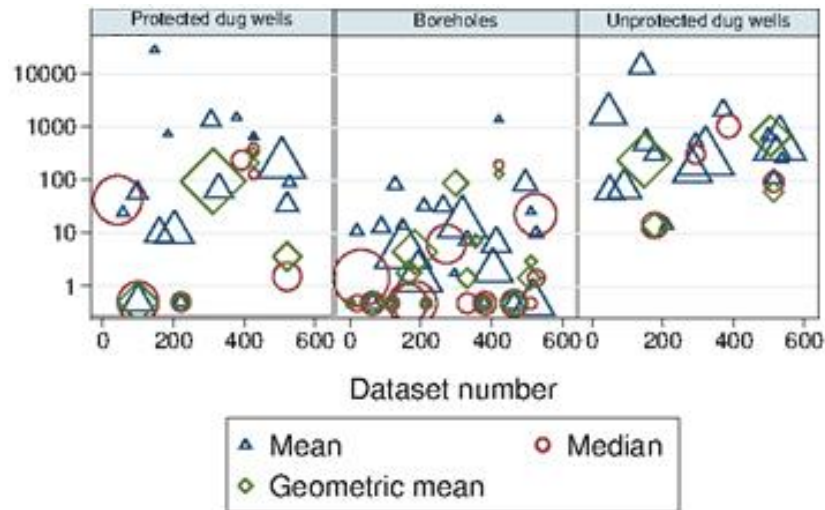 Protected dug wells Boreholes Unprotected dug wells
10000
1000
100
10
1
0 200 400 600 0 200 400 600 0 200 400 600
Dataset number
Mean Median
Geometric mean